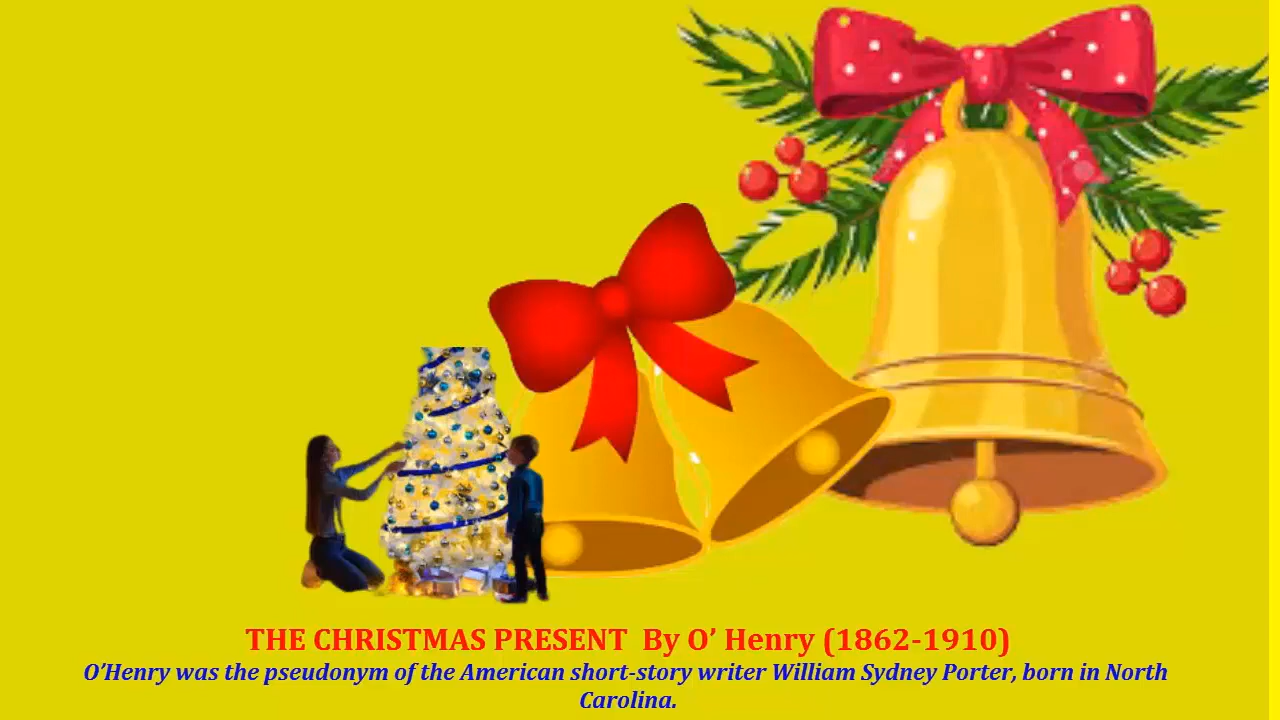 THE CHRISTMAS PRESENT  By O’ Henry (1862-1910)
O’Henry was the pseudonym of the American short-story writer William Sydney Porter, born in North
Carolina.